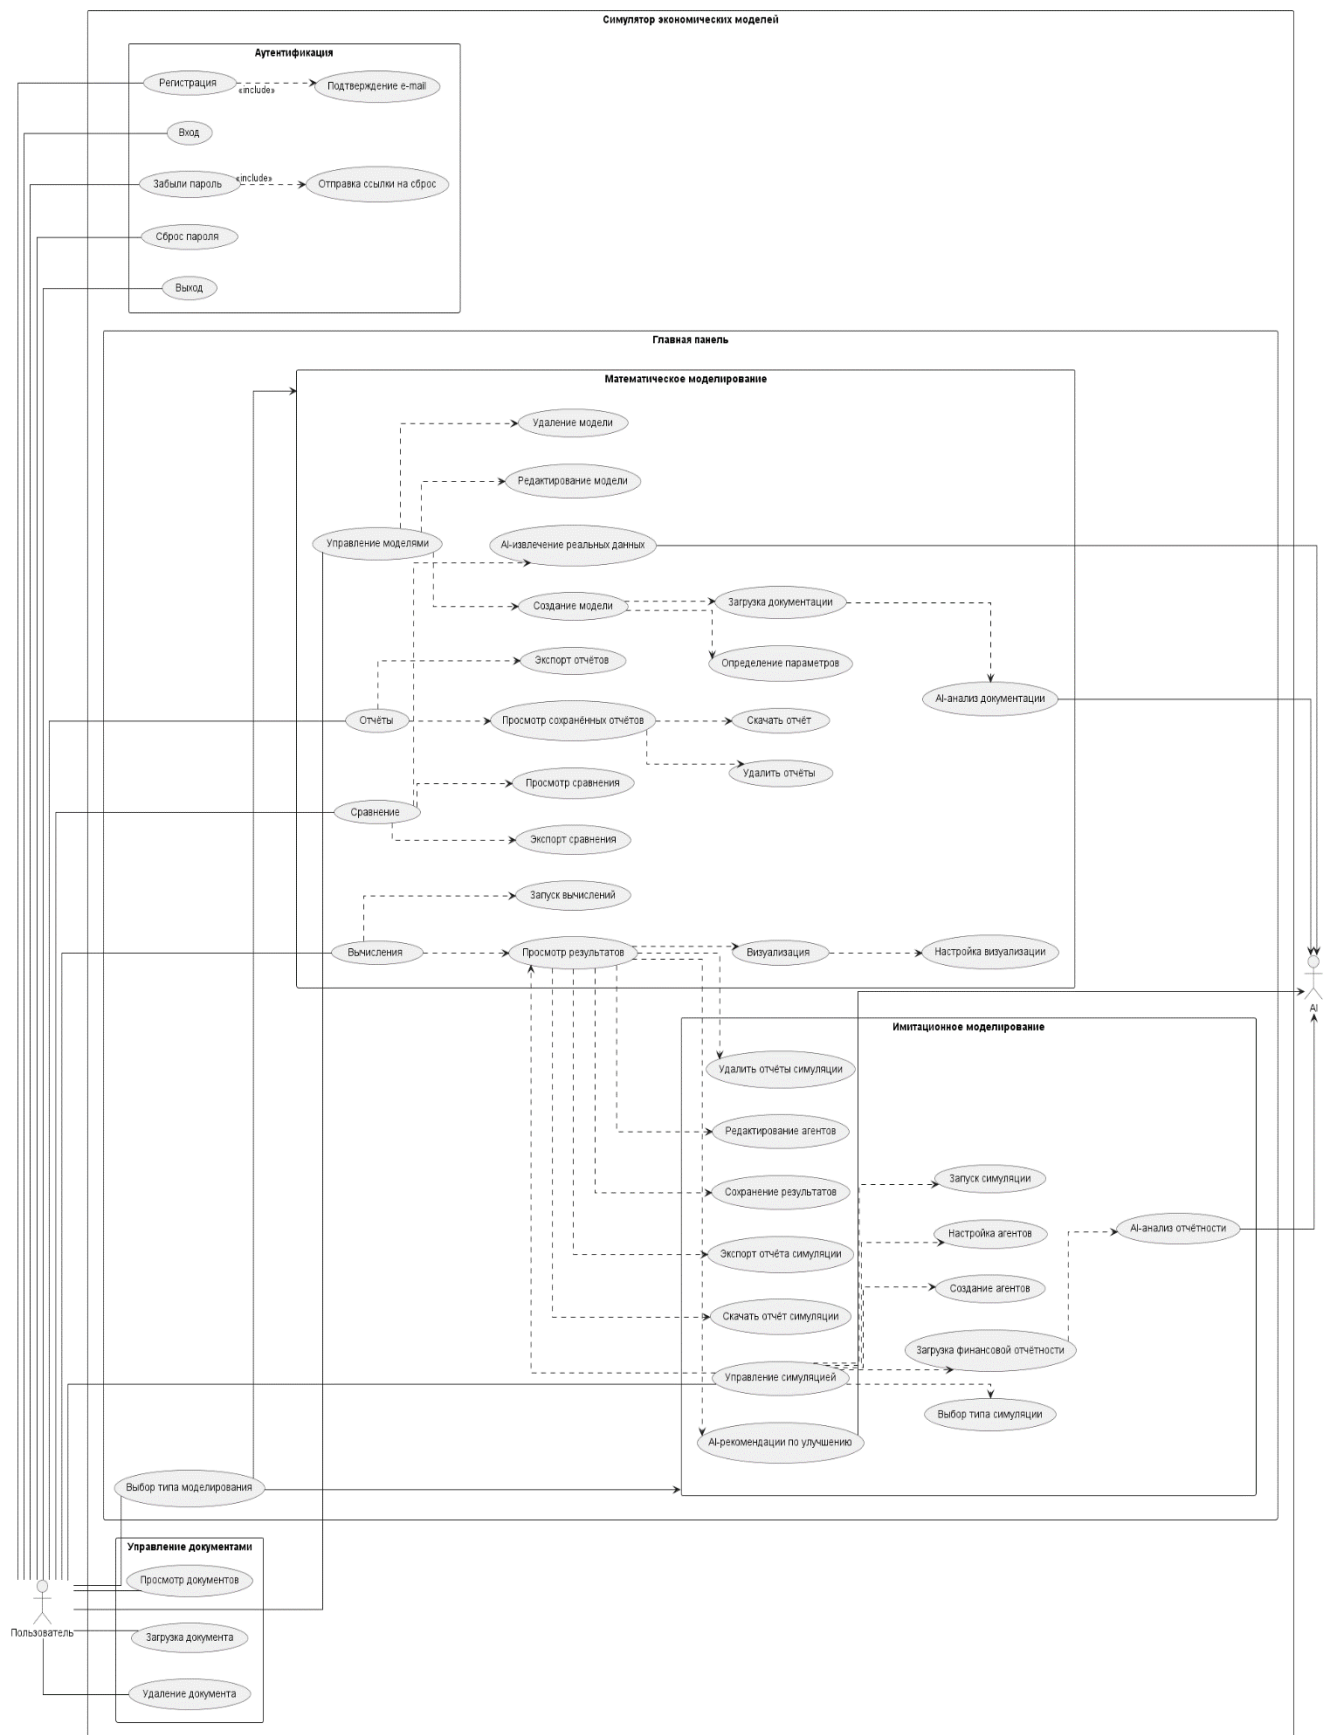 Симулятор экономических моделей
Аутентификация
Регистрация
«include»
Подтверждение e-mail
Вход
Забыли пароль
«include»
Отправка ссылки на сброс
Сброс пароля
Выход
Главная панель
Математическое моделирование
Удаление модели
Редактирование модели
Управление моделями
AI-извлечение реальных данных
Создание модели
Загрузка документации
Экспорт отчётов
Определение параметров
AI-анализ документации
Отчёты
Просмотр сохранённых отчётов
Скачать отчёт
Удалить отчёты
Просмотр сравнения
Сравнение
Экспорт сравнения
Запуск вычислений
Вычисления
Просмотр результатов
Визуализация
Настройка визуализации
AI
Имитационное моделирование
Удалить отчёты симуляции
Редактирование агентов
Запуск симуляции
Сохранение результатов
AI-анализ отчётности
Настройка агентов
Экспорт отчёта симуляции
Создание агентов
Скачать отчёт симуляции
Загрузка финансовой отчётности
Управление симуляцией
Выбор типа симуляции
AI-рекомендации по улучшению
Выбор типа моделирования
Управление документами
Просмотр документов
Пользователь
Загрузка документа
Удаление документа